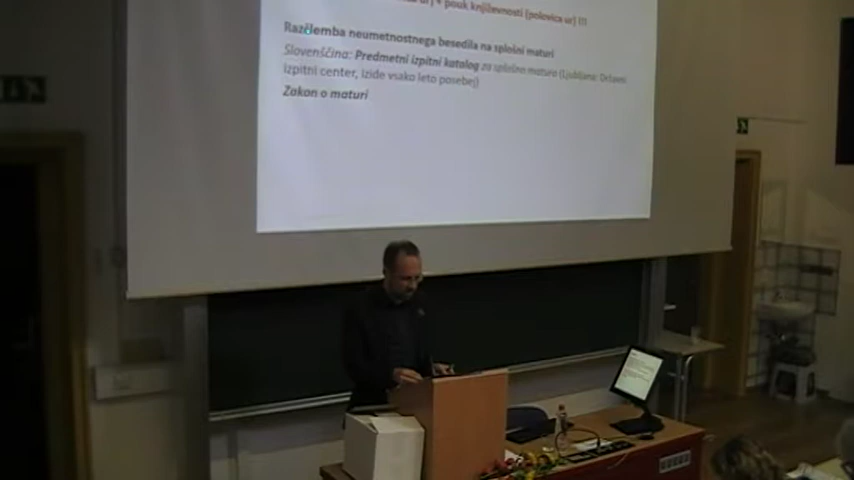 ur) + pouk književnosti (polovica ur) !!!
Razčlemba neumetnostnega besedila na splošni maturi
Slovenščina: Predmetni izpitni katalog za splošno maturo (Ljubljana: Državni
izpitni center, izide vsako leto posebej)
Zakon o maturi